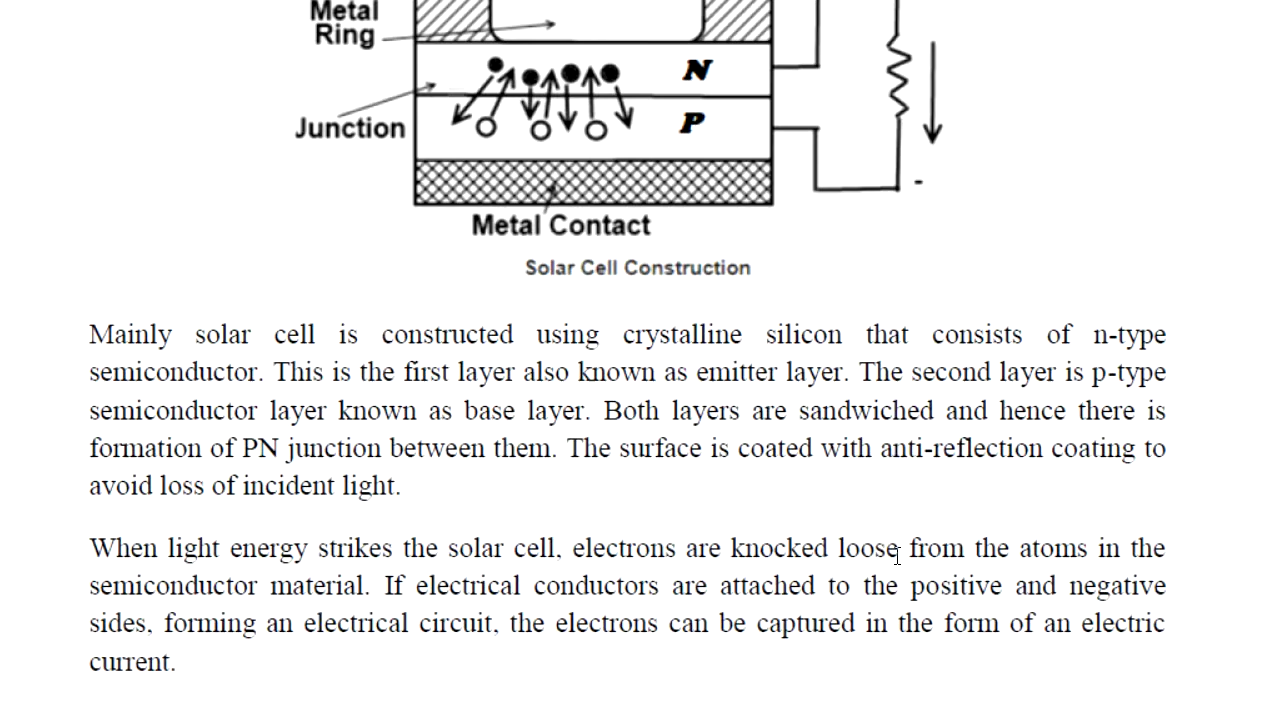 Metal
Ring
N
Junction
P
-
Metal Contact
Solar Cell Construction
Mainly solar cell is constructed using crystalline silicon that consists of n-type
semiconductor. This is the first layer also known as emitter layer. The second layer is p-type
semiconductor layer known as base layer. Both layers are sandwiched and hence there is
formation of PN junction between them. The surface is coated with anti-reflection coating to
avoid loss of incident light.
When light energy strikes the solar cell, electrons are knocked loose from the atoms in the
semiconductor material. If electrical conductors are attached to the positive and negative
sides, forming an electrical circuit, the electrons can be captured in the form of an electric
current.